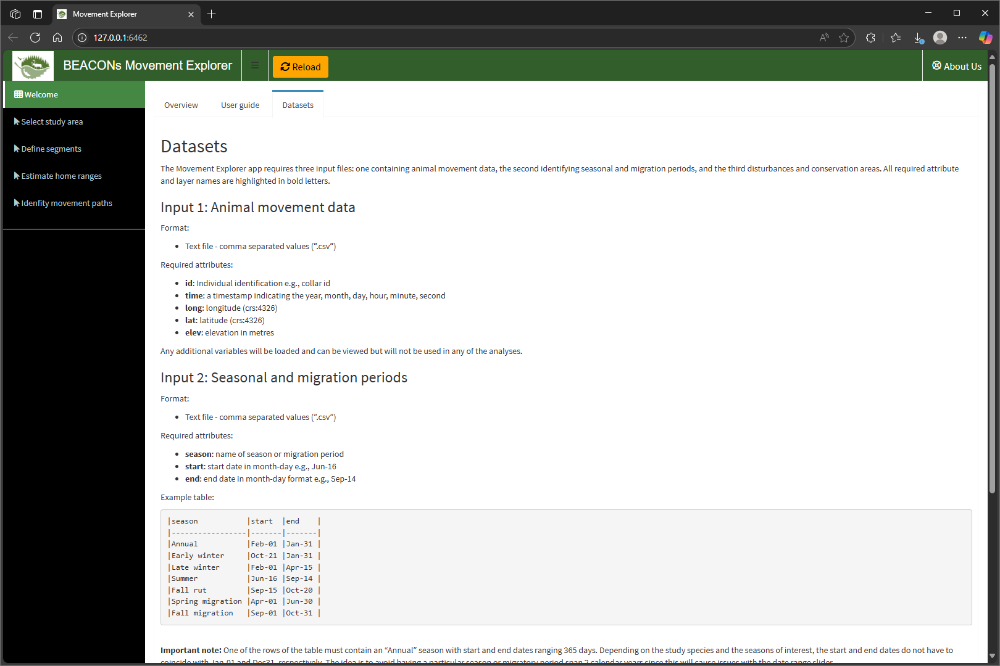 Movement Explorer
127.0.0.1:6462
BEACONs Movement Explorer
Reload
About Us
Welcome
Select study area
Define segments
Estimate home ranges
Idenfity movement paths
Overview
User guide
Datasets
Datasets
The Movement Explorer app requires three input files: one containing animal movement data, the second identifying seasonal and migration periods, and the third disturbances and conservation areas. All required attribute
and layer names are highlighted in bold letters.
Input 1: Animal movement data
Format:
• Text file - comma separated values (”.csv”)
Required attributes:
• id: Individual identification e.g., collar id
• time: a timestamp indicating the year, month, day, hour, minute, second
• long: longitude (crs:4326)
• lat: latitude (crs:4326)
• elev: elevation in metres
Any additional variables will be loaded and can be viewed but will not be used in any of the analyses.
Input 2: Seasonal and migration periods
Format:
• Text file - comma separated values (”.csv”)
Required attributes:
• season: name of season or migration period
• start: start date in month-day e.g., Jun-16
• end: end date in month-day format e.g., Sep-14
Example table:
|season           |start  |end    |
|-----------------|-------|-------|
|Annual           |Feb-01 |Jan-31 |
|Early winter     |Oct-21 |Jan-31 |
|Late winter      |Feb-01 |Apr-15 |
|Summer           |Jun-16 |Sep-14 |
|Fall rut         |Sep-15 |Oct-20 |
|Spring migration |Apr-01 |Jun-30 |
|Fall migration   |Sep-01 |Oct-31 |
Important note: One of the rows of the table must contain an “Annual” season with start and end dates ranging 365 days. Depending on the study species and the seasons of interest, the start and end dates do not have to
coincide with Jan-01 and Dec31, respectively. The idea is to avoid having a particular season or migratory period span 2 calendar years since this will cause issues with the date range slider.